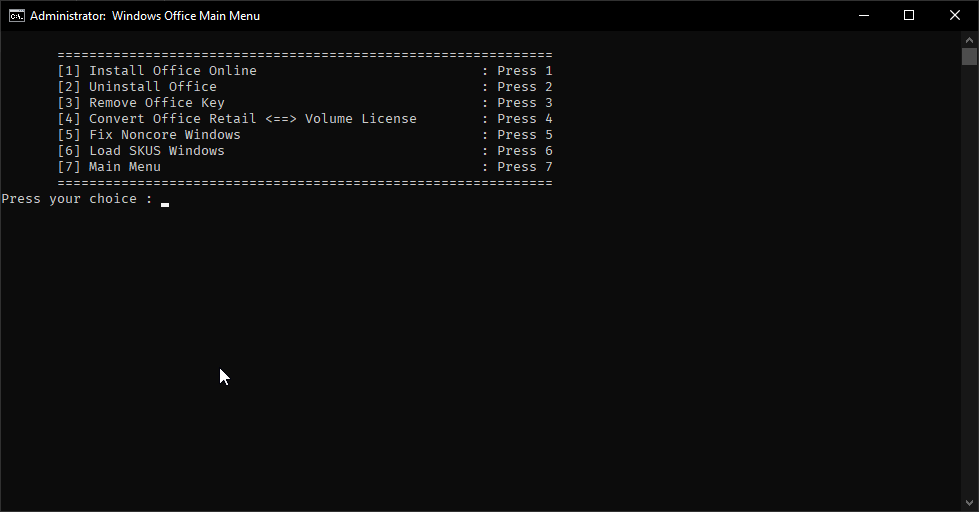 Administrator:  Windows Office Main Menu
==============================================================
[1] Install Office Online : Press 1
[2] Uninstall Office : Press 2
[3] Remove Office Key : Press 3
[4] Convert Office Retail <==> Volume License : Press 4
[5] Fix Noncore Windows : Press 5
[6] Load SKUS Windows : Press 6
[7] Main Menu : Press 7
==============================================================
Press your choice :